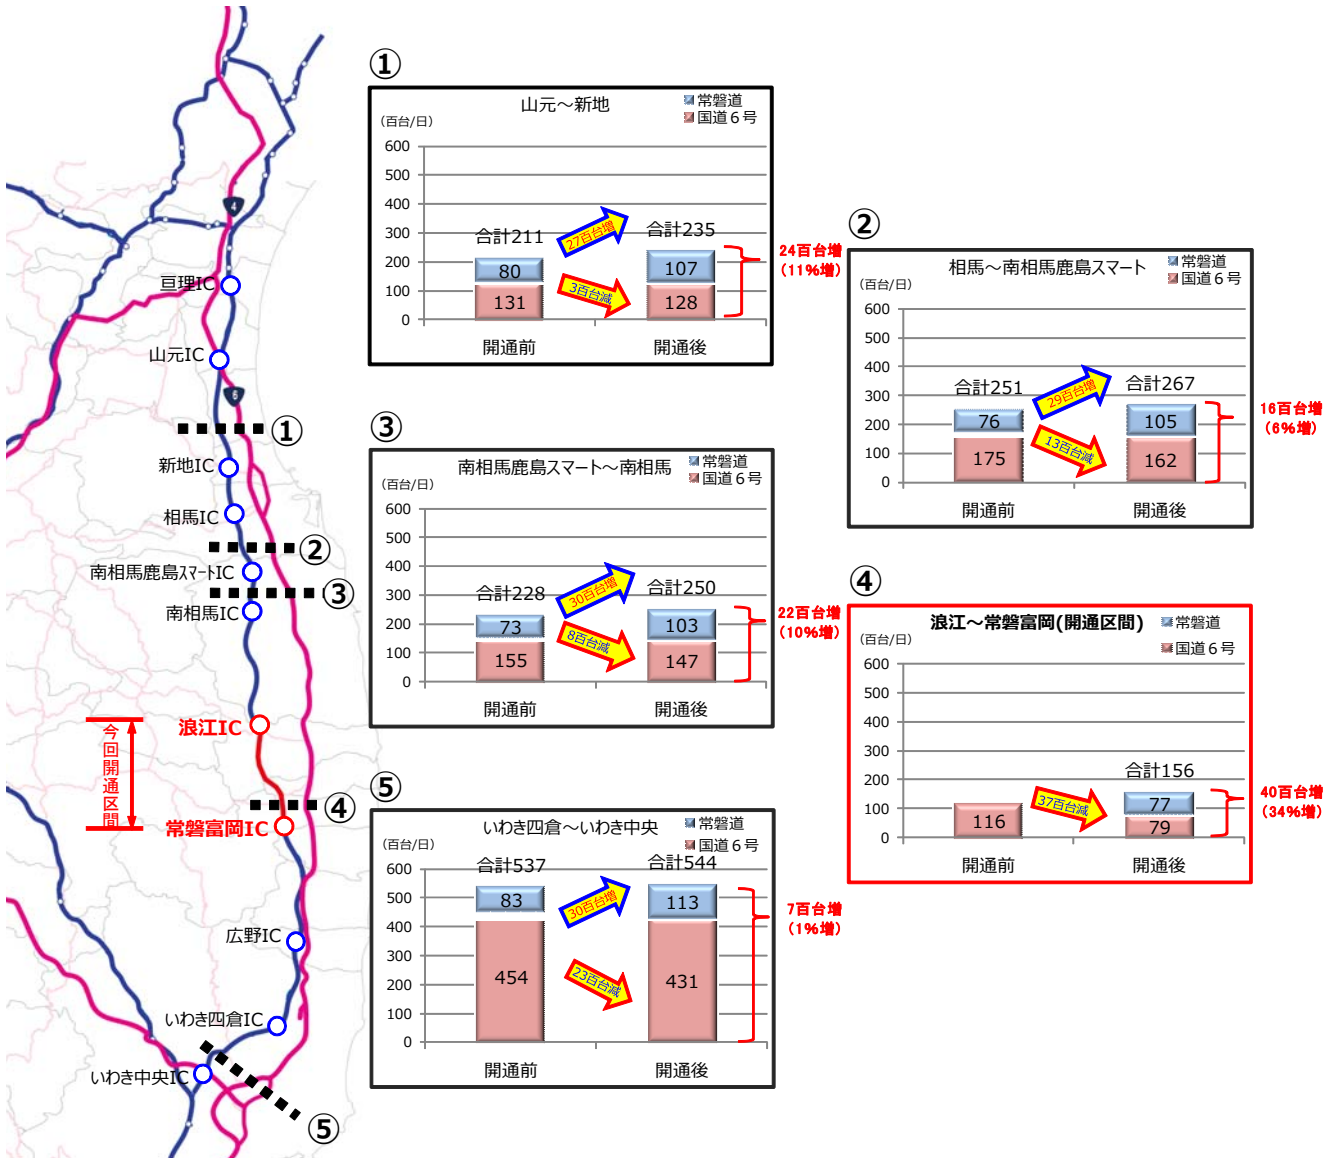 4
亘理IC
山元IC
6
①
新地IC
相馬IC
②
南相馬鹿島スマートIC
③
南相馬IC
浪江IC
今回開通区間
④
常磐富岡IC
広野IC
いわき四倉IC
いわき中央IC
⑤
①
山元～新地
常磐道
国道６号
（百台/日）
600
500
400
300
200
100
0
合計211
合計235
80
107
131
128
27百台増
3百台減
開通前
開通後
24百台増
（11％増）
②
相馬～南相馬鹿島スマート
常磐道
国道６号
（百台/日）
600
500
400
300
200
100
0
合計251
合計267
76
105
175
162
29百台増
13百台減
開通前
開通後
16百台増
（6％増）
③
南相馬鹿島スマート～南相馬
常磐道
国道６号
（百台/日）
600
500
400
300
200
100
0
合計228
合計250
73
103
155
147
30百台増
8百台減
開通前
開通後
22百台増
（10％増）
④
浪江～常磐富岡(開通区間)
常磐道
国道６号
（百台/日）
600
500
400
300
200
100
0
合計156
116
77
79
37百台減
開通前
開通後
40百台増
（34％増）
⑤
いわき四倉～いわき中央
常磐道
国道６号
（百台/日）
600
500
400
300
200
100
0
合計537
合計544
83
113
454
431
30百台増
23百台減
開通前
開通後
7百台増
（1％増）